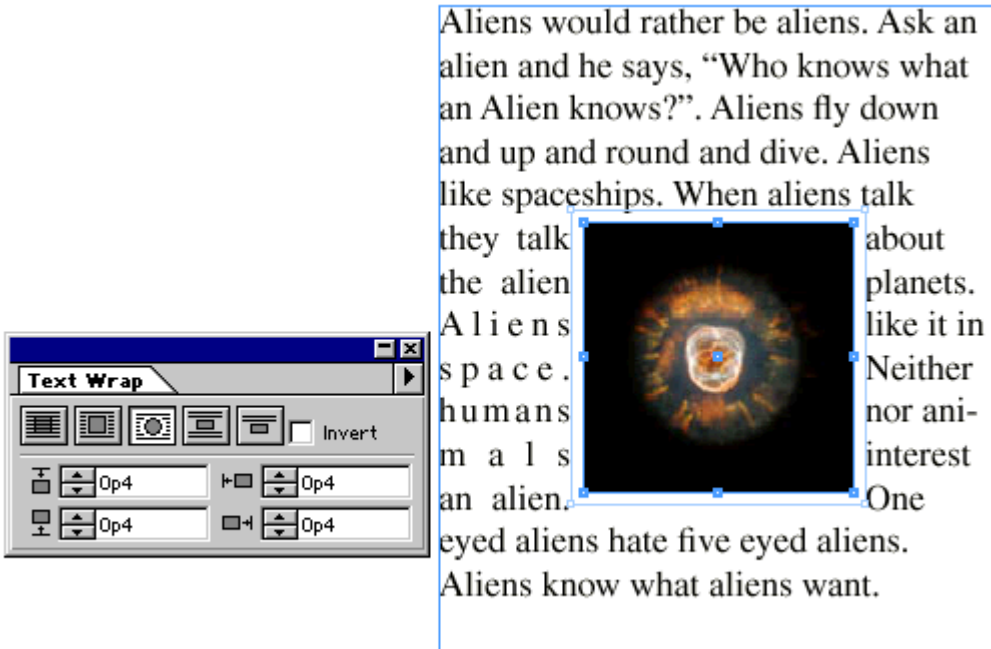 Aliens would rather be aliens. Ask an
alien and he says, “Who knows what
an Alien knows?”. Aliens fly down
and up and round and dive. Aliens
like spaceships. When aliens talk
they talk about
the alien planets.
Aliens like it in
space. Neither
humans nor ani-
mals interest
an alien. One
eyed aliens hate five eyed aliens.
Aliens know what aliens want.
Text Wrap
Invert
0p4 0p4
0p4 0p4